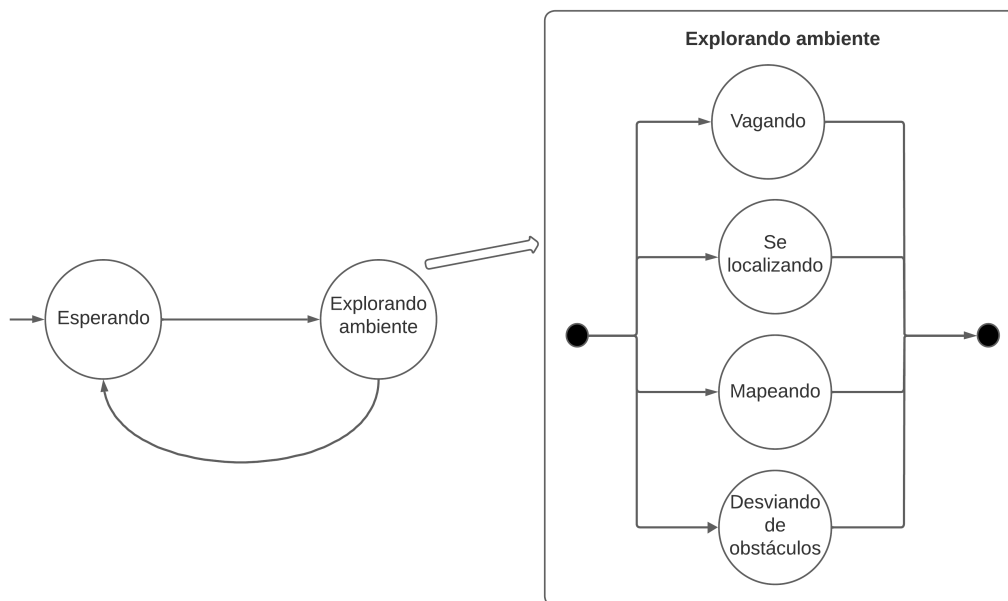 Esperando
Explorando
ambiente
Explorando ambiente
Vagando
Se
localizando
Mapeando
Desviando
de
obstáculos